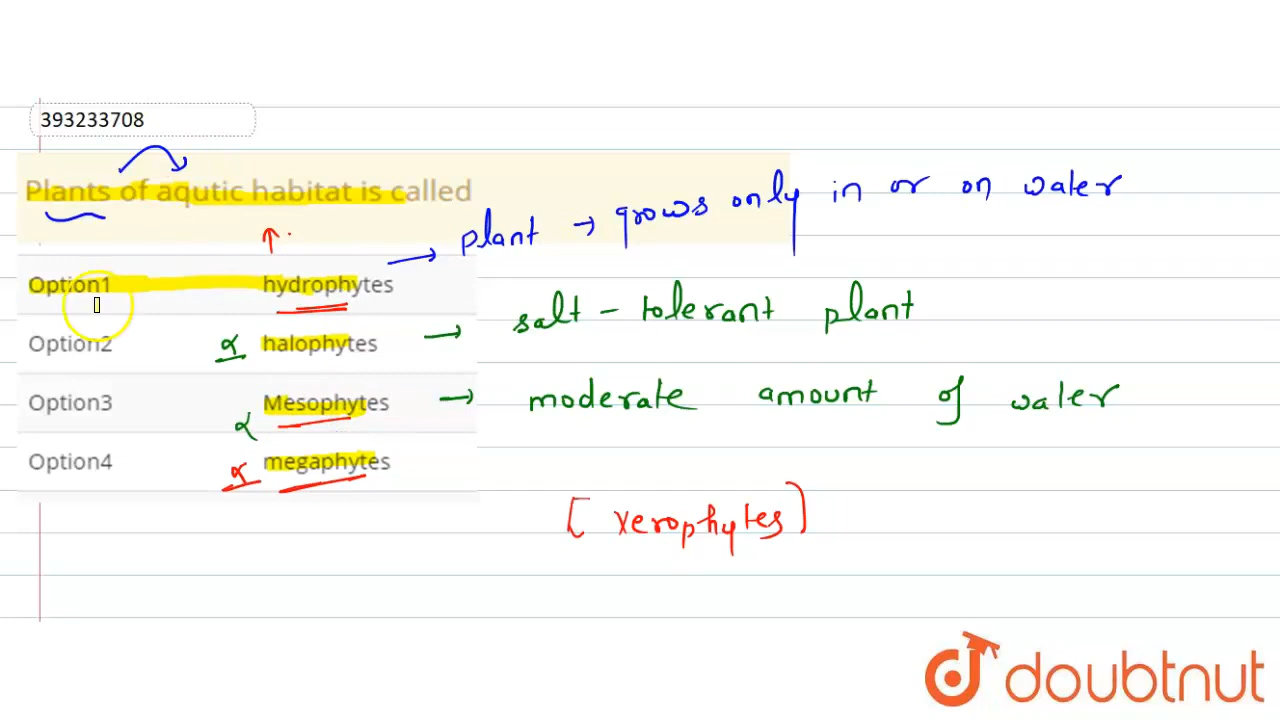 393233708
Plants of aqutic habitat is called
plant → grows only in or on water
Option1 hydrophytes
Option2 halophytes → salt - tolerant plant
Option3 Mesophytes → moderate amount of water
Option4 megaphytes
[xerophytes]
doubtnut